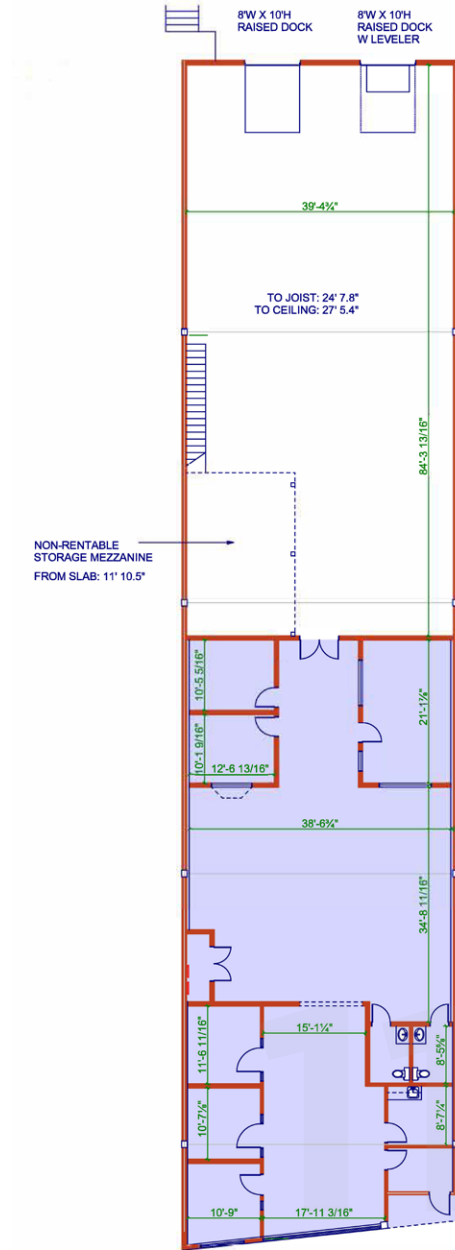 8'W X 10'H
RAISED DOCK
8'W X 10'H
RAISED DOCK
W LEVELER
39'-4¾"
TO JOIST: 24' 7.8"
TO CEILING: 27' 5.4"
84'-3 13/16"
NON-RENTABLE
STORAGE MEZZANINE
FROM SLAB: 11' 10.5"
10'-5 5/16"
21'-1¼"
10'-1 9/16"
12'-6 13/16"
38'-6¾"
34'-8 11/16"
15'-1¼"
11'-6 11/16"
8'-5⅝"
10'-7½"
8'-7¼"
10'-9"
17'-11 3/16"